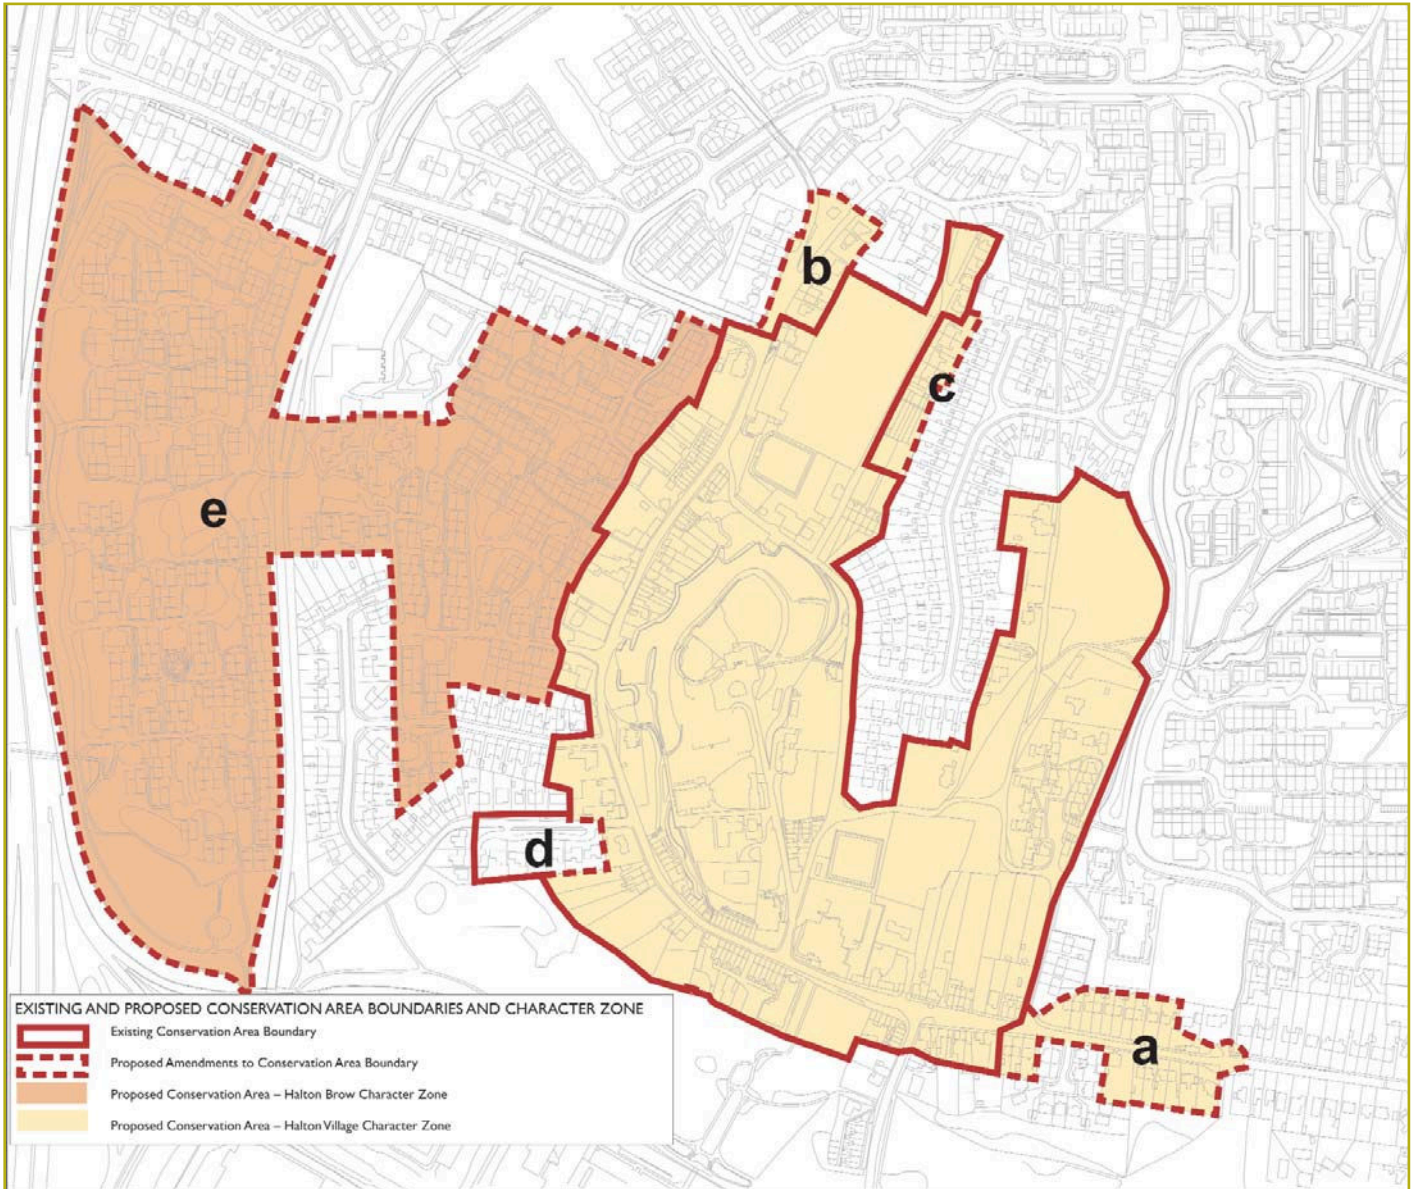 b
c
e
d
a
EXISTING AND PROPOSED CONSERVATION AREA BOUNDARIES AND CHARACTER ZONE
Existing Conservation Area Boundary
Proposed Amendments to Conservation Area Boundary
Proposed Conservation Area – Halton Brow Character Zone
Proposed Conservation Area – Halton Village Character Zone